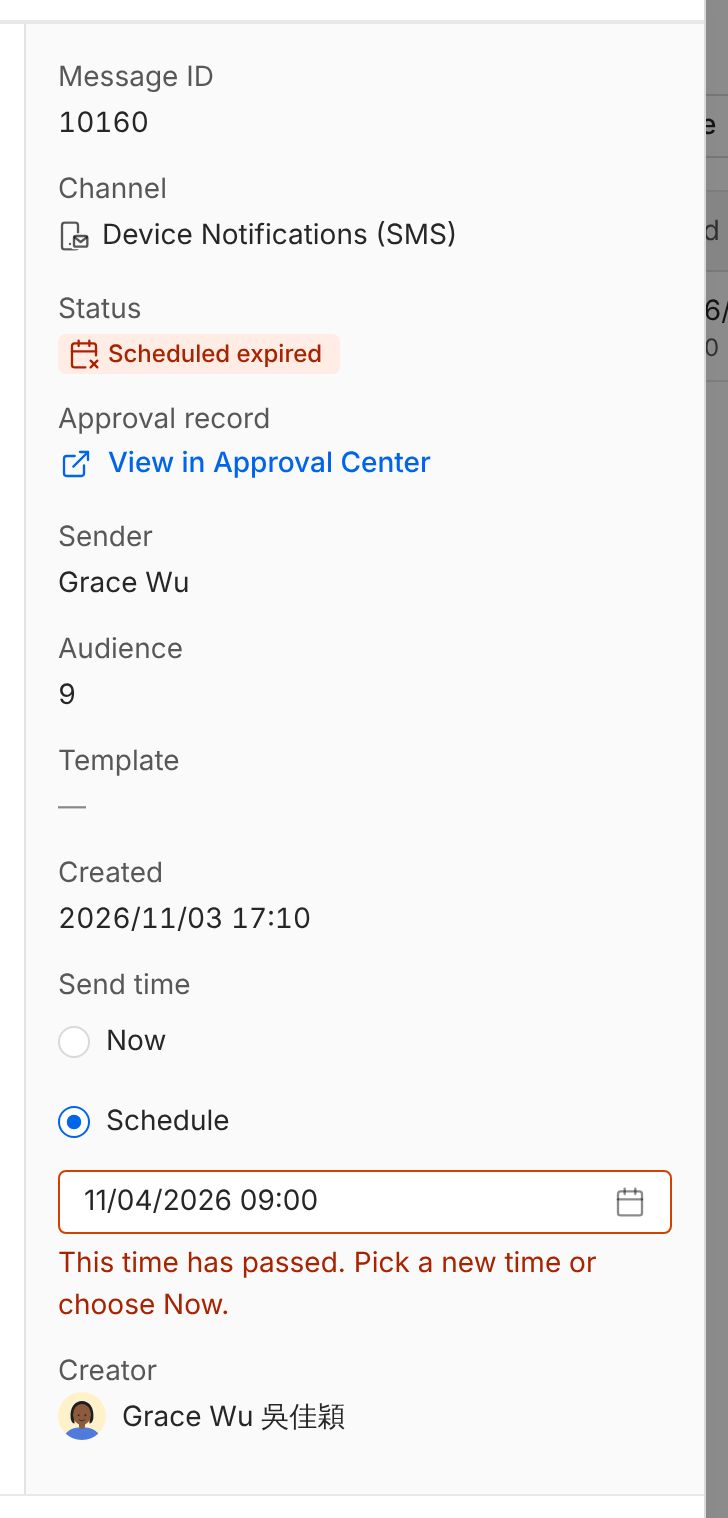 Message ID
10160
Channel
Device Notifications (SMS)
Status
Scheduled expired
Approval record
View in Approval Center
Sender
Grace Wu
Audience
9
Template
—
Created
2026/11/03 17:10
Send time
Now
Schedule
11/04/2026 09:00
This time has passed. Pick a new time or
choose Now.
Creator
Grace Wu 吳佳穎
e
d
6/
0